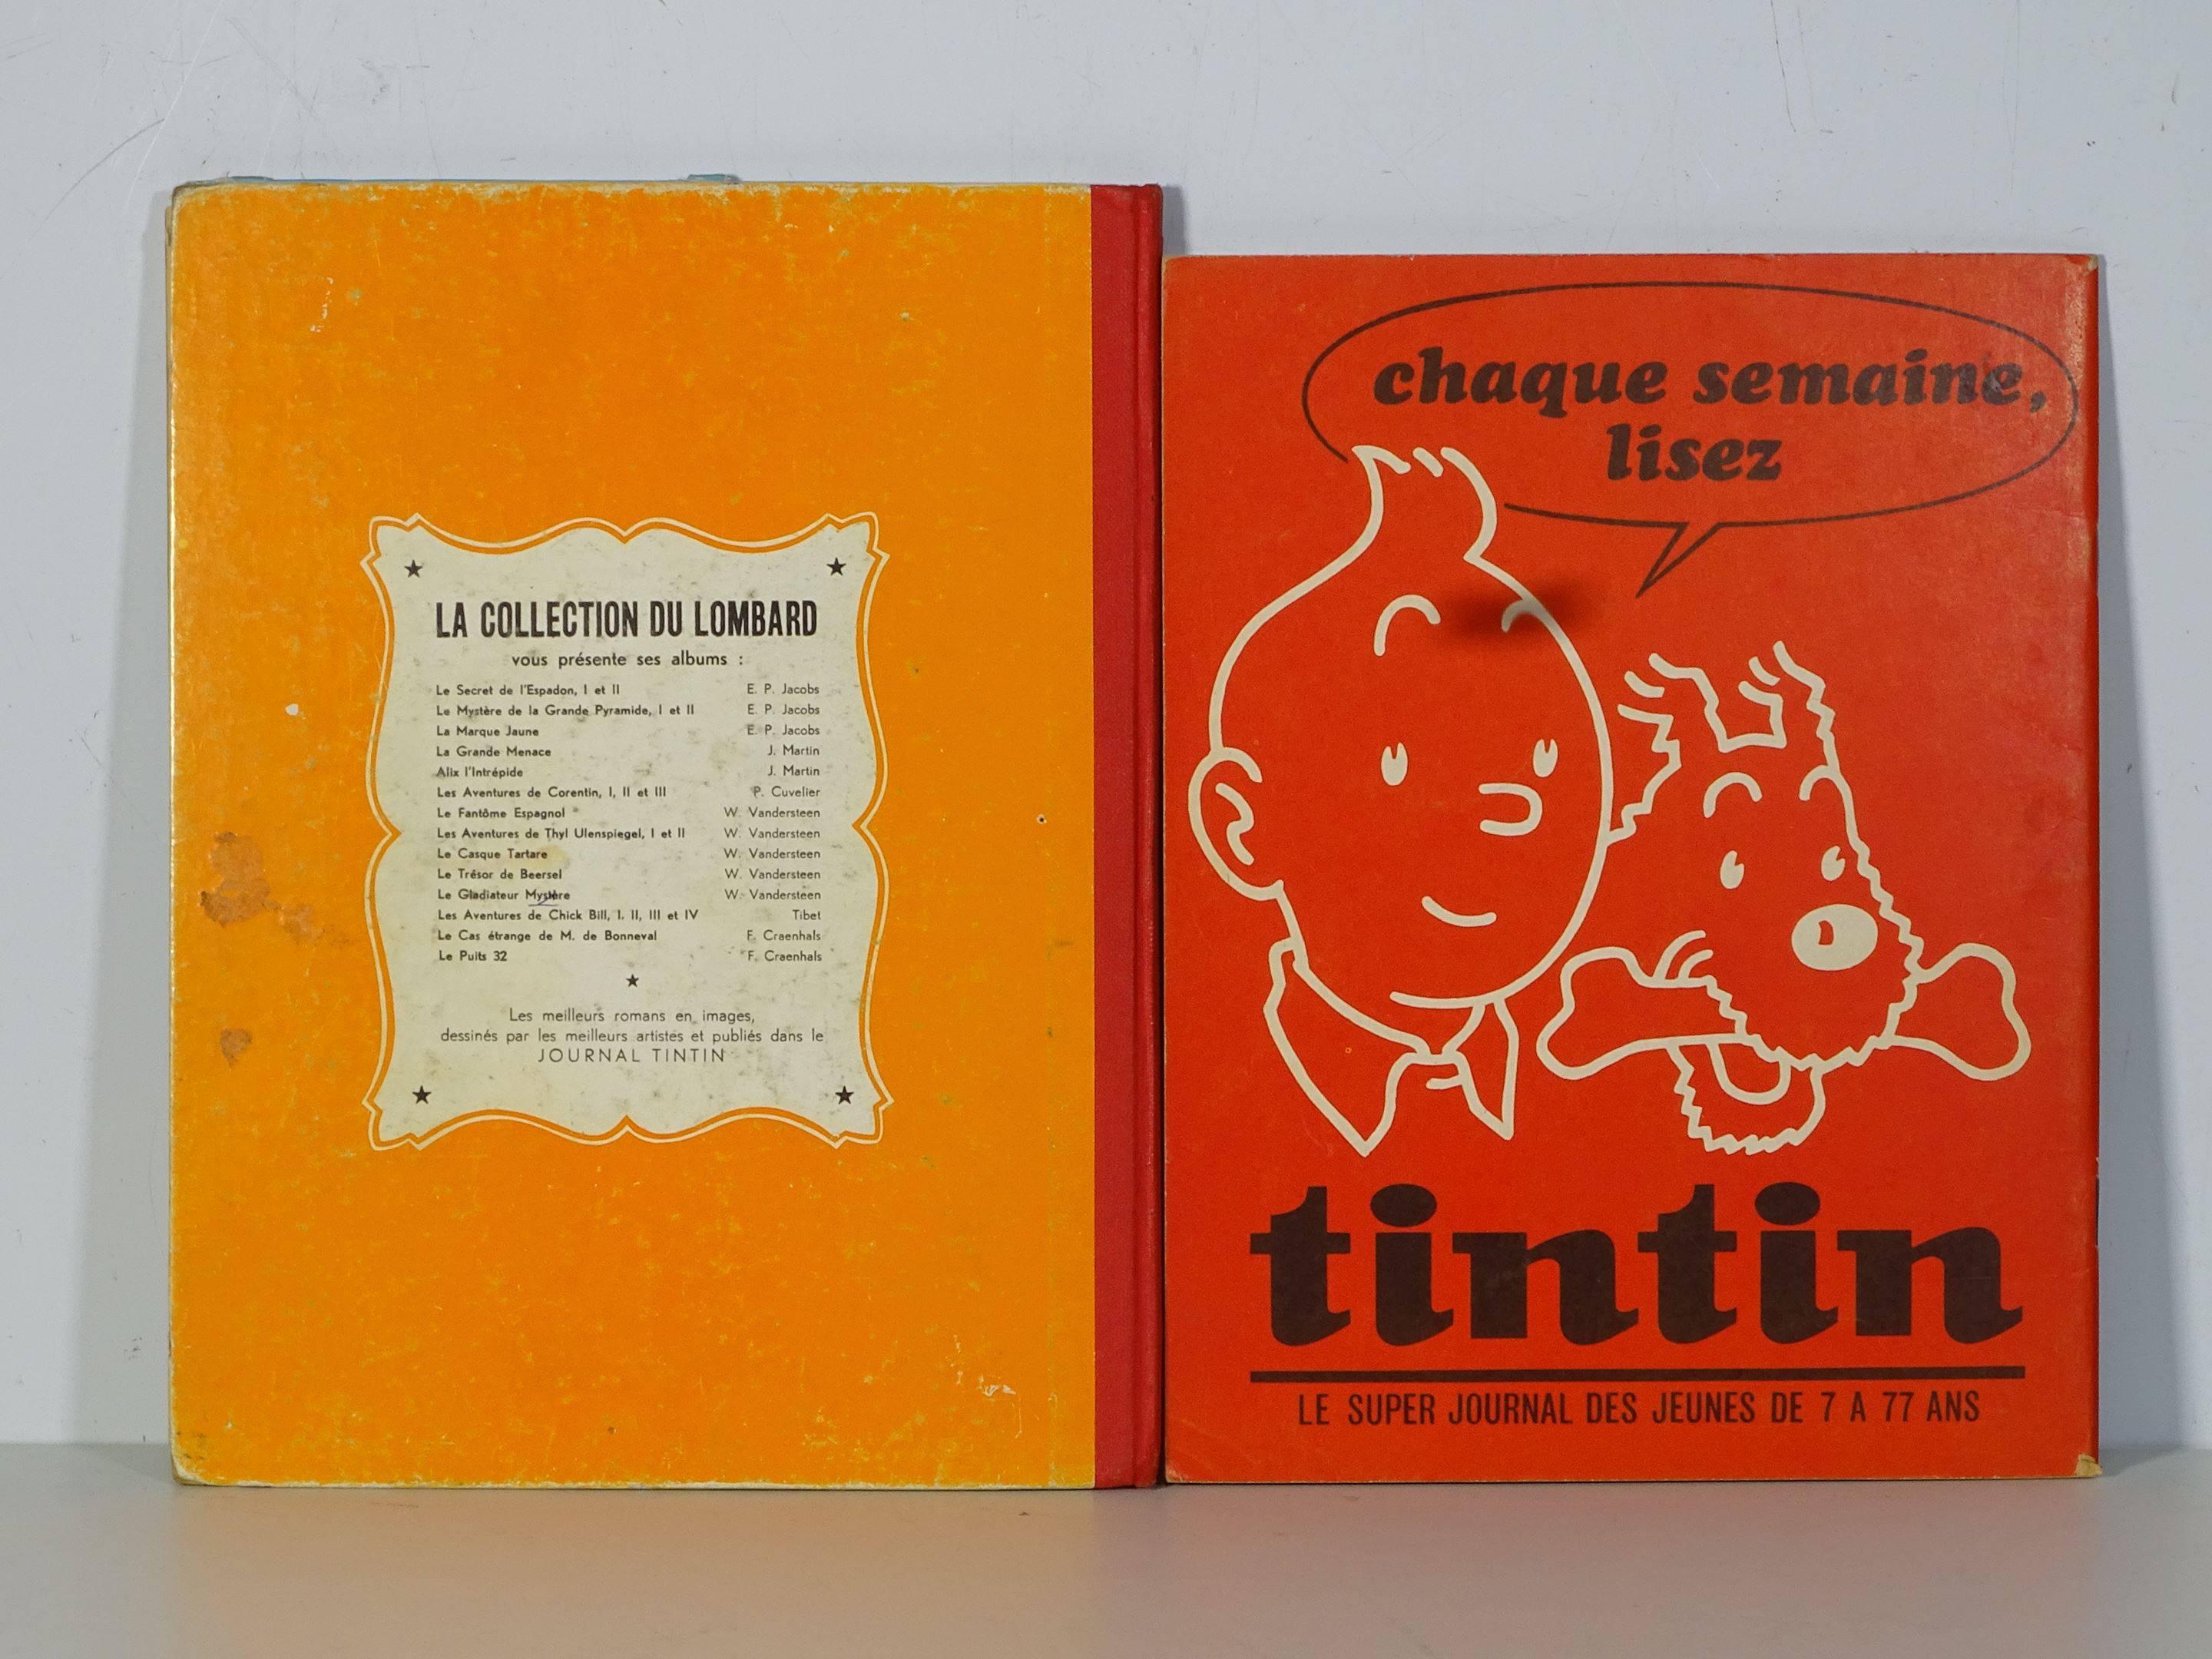 LA COLLECTION DU LOMBARD
vous présente ses albums :
Le Secret de l'Espadon, I et II E. P. Jacobs
Le Mystère de la Grande Pyramide, I et II E. P. Jacobs
La Marque Jaune E. P. Jacobs
La Grande Menace J. Martin
Alix l'Intrépide J. Martin
Les Aventures de Corentin, I, II et III P. Cuvelier
Le Fantôme Espagnol W. Vandersteen
Les Aventures de Thyl Ulenspiegel, I et II W. Vandersteen
Le Casque Tartare W. Vandersteen
Le Trésor de Beersel W. Vandersteen
Le Gladiateur Mystère W. Vandersteen
Les Aventures de Chick Bill, I. II, III et IV Tibet
Le Cas étrange de M. de Bonneval F. Craenhals
Le Puits 32 F. Craenhals
Les meilleurs romans en images,
dessinés par les meilleurs artistes et publiés dans le
JOURNAL TINTIN
chaque semaine,
lisez
tintin
LE SUPER JOURNAL DES JEUNES DE 7 A 77 ANS